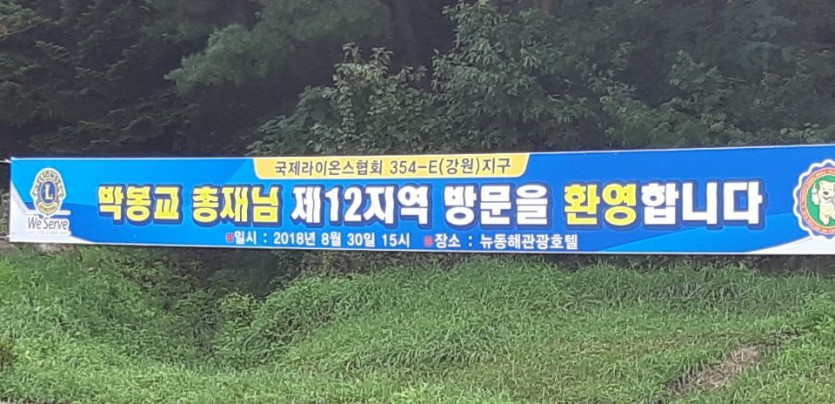 국제라이온스협회 354-E(강원)지구
박봉교 총재님 제12지역 방문을 환영합니다
일시 : 2018년 8월 30일 15시 장소 : 뉴동해관광호텔
LIONS
L
We Serve